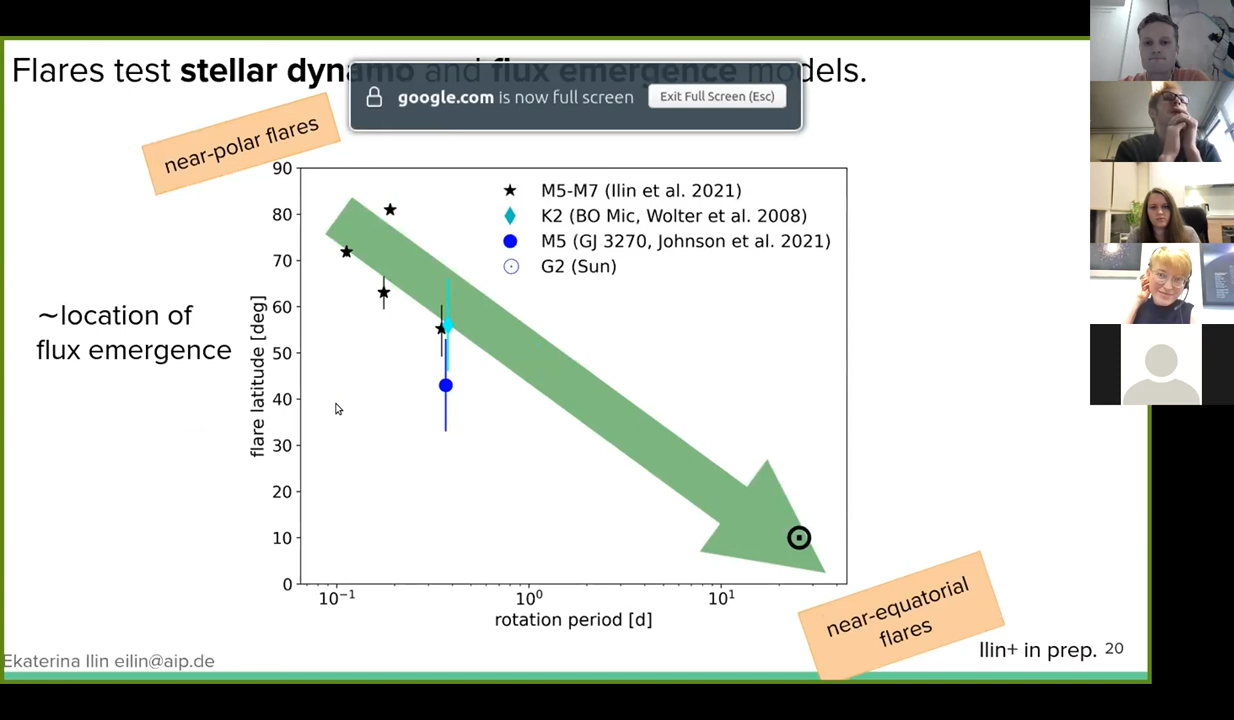 Flares test stellar dynamo and flux emergence models.
google.com is now full screen
Exit Full Screen (Esc)
near-polar flares
90
80
70
60
50
40
30
20
10
0
flare latitude [deg]
M5-M7 (Ilin et al. 2021)
K2 (BO Mic, Wolter et al. 2008)
M5 (GJ 3270, Johnson et al. 2021)
G2 (Sun)
~location of
flux emergence
10⁻¹
10⁰
10¹
rotation period [d]
near-equatorial
flares
Ekaterina Ilin eilin@aip.de
Ilin+ in prep. 20